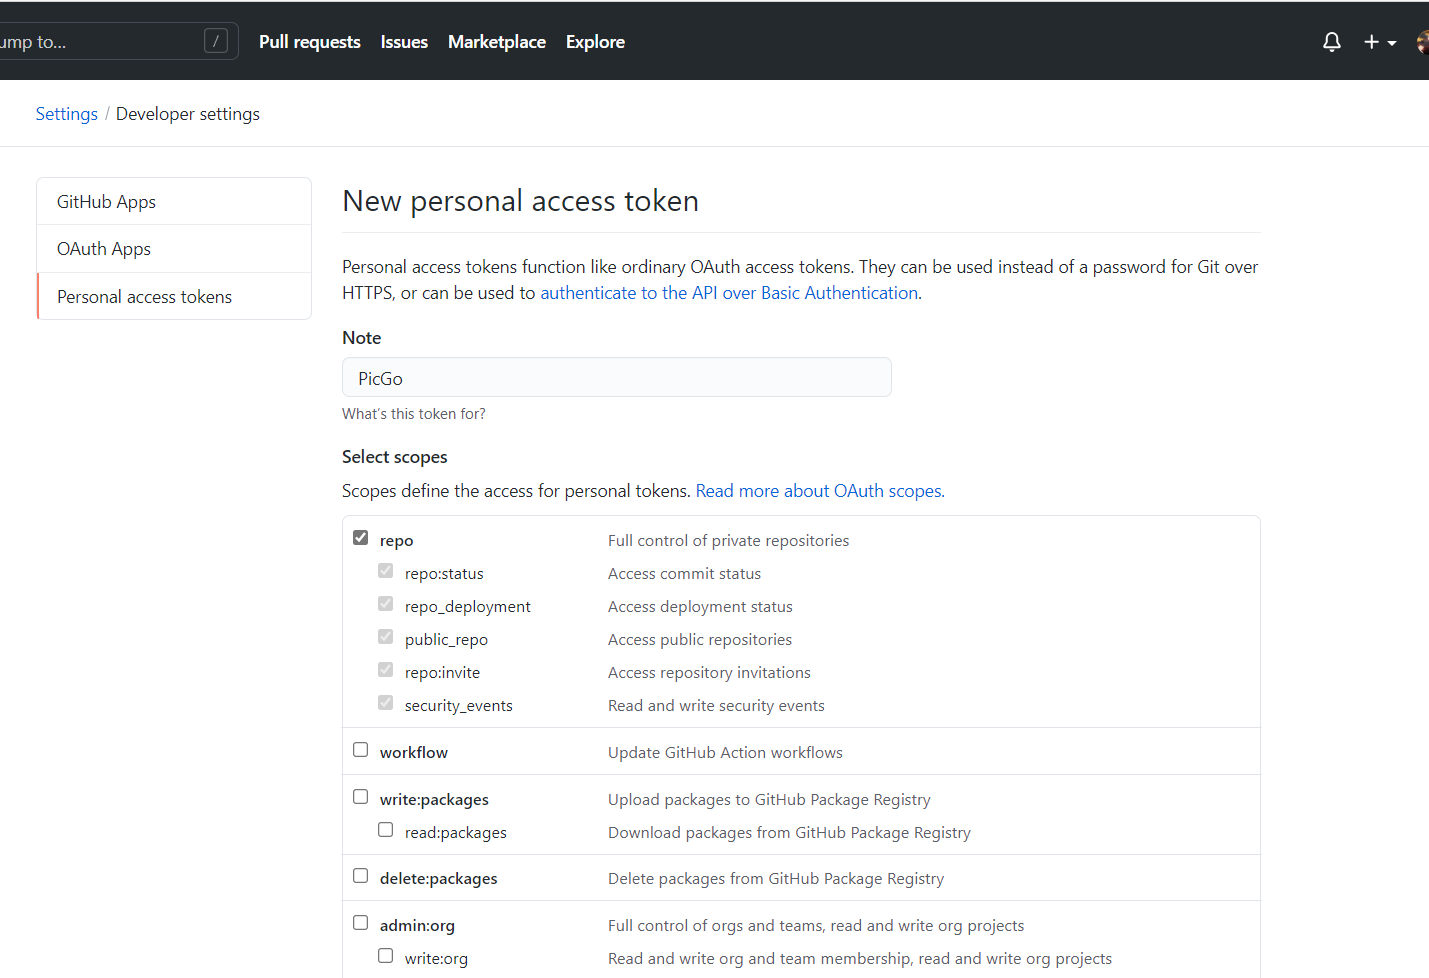 ump to... /
Pull requests Issues Marketplace Explore
Settings / Developer settings
GitHub Apps
OAuth Apps
Personal access tokens
New personal access token
Personal access tokens function like ordinary OAuth access tokens. They can be used instead of a password for Git over
HTTPS, or can be used to authenticate to the API over Basic Authentication.
Note
PicGo
What's this token for?
Select scopes
Scopes define the access for personal tokens. Read more about OAuth scopes.
repo Full control of private repositories
repo:status Access commit status
repo_deployment Access deployment status
public_repo Access public repositories
repo:invite Access repository invitations
security_events Read and write security events
workflow Update GitHub Action workflows
write:packages Upload packages to GitHub Package Registry
read:packages Download packages from GitHub Package Registry
delete:packages Delete packages from GitHub Package Registry
admin:org Full control of orgs and teams, read and write org projects
write:org Read and write org and team membership, read and write org projects